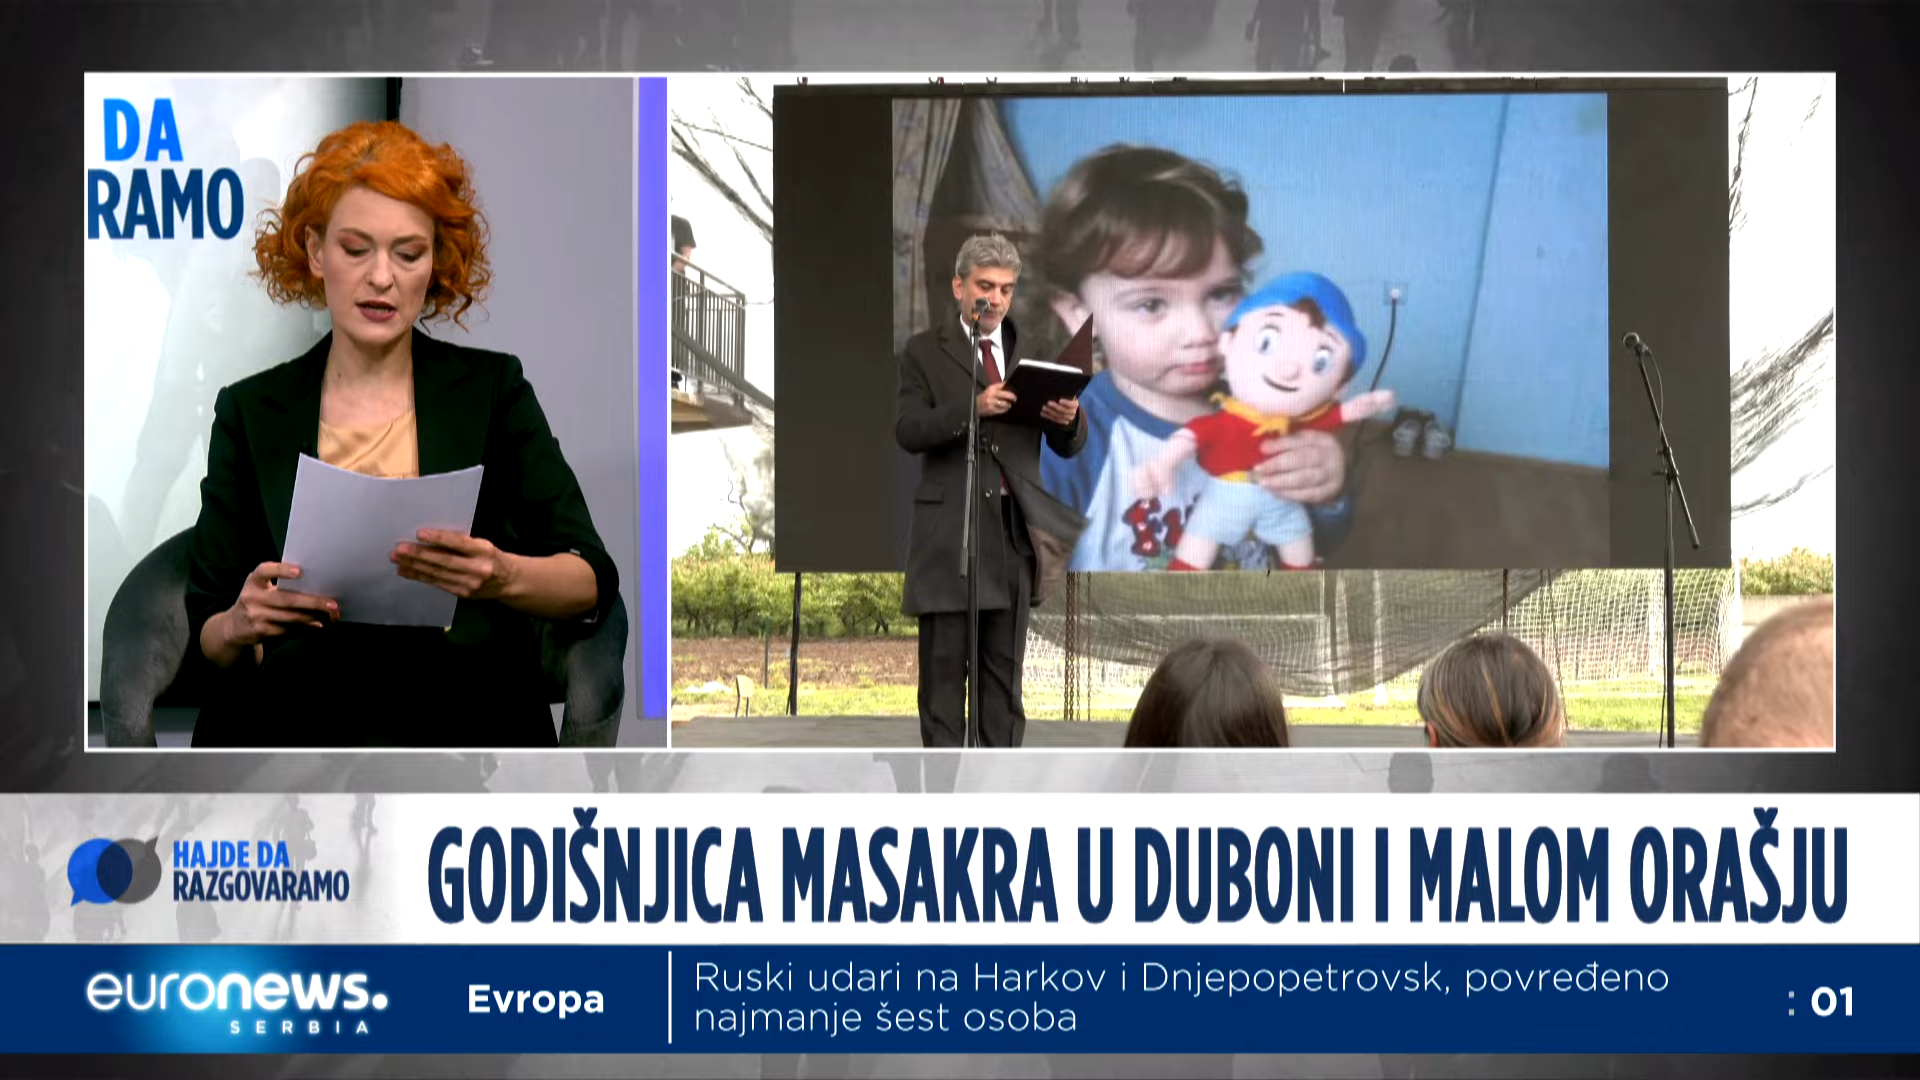 DA
RAMO
HAJDE DA
RAZGOVARAMO
GODIŠNJICA MASAKRA U DUBONI I MALOM ORAŠJU
euronews.
SERBIA
Evropa
Ruski udari na Harkov i Dnjepopetrovsk, povređeno
najmanje šest osoba
: 01